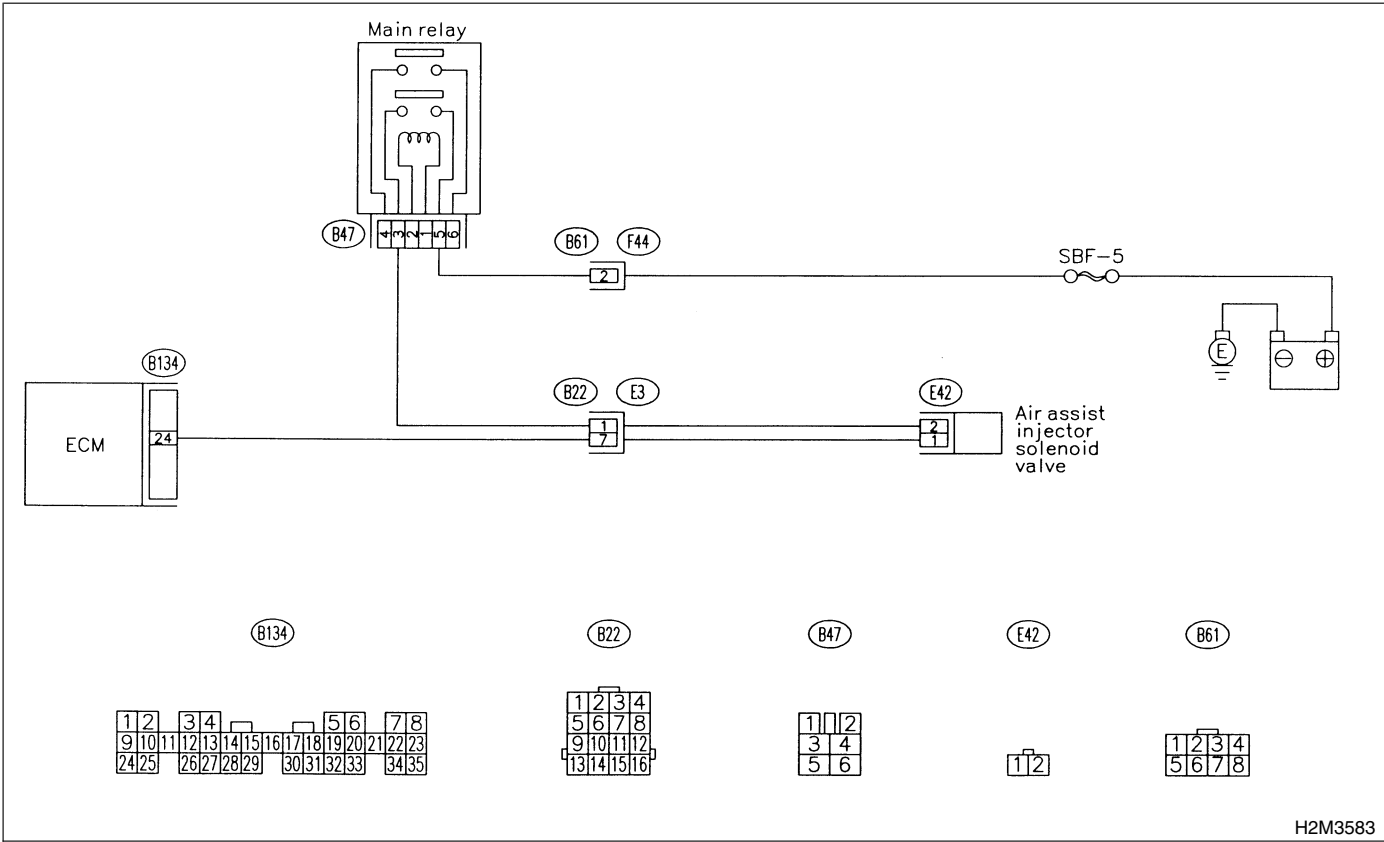 Main relay
B47
4 3 2 1 5 6
B61 F44
2
SBF-5
E
⊖ ⊕
B134
ECM
24
B22 E3
1
7
E42
2
1
Air assist
injector
solenoid
valve
B134
B22
B47
E42
B61
1 2 3 4 5 6 7 8
9 10 11 12 13 14 15 16 17 18 19 20 21 22 23
24 25 26 27 28 29 30 31 32 33 34 35
1 2 3 4
5 6 7 8
9 10 11 12
13 14 15 16
1 2
3 4
5 6
1 2
1 2 3 4
5 6 7 8
H2M3583